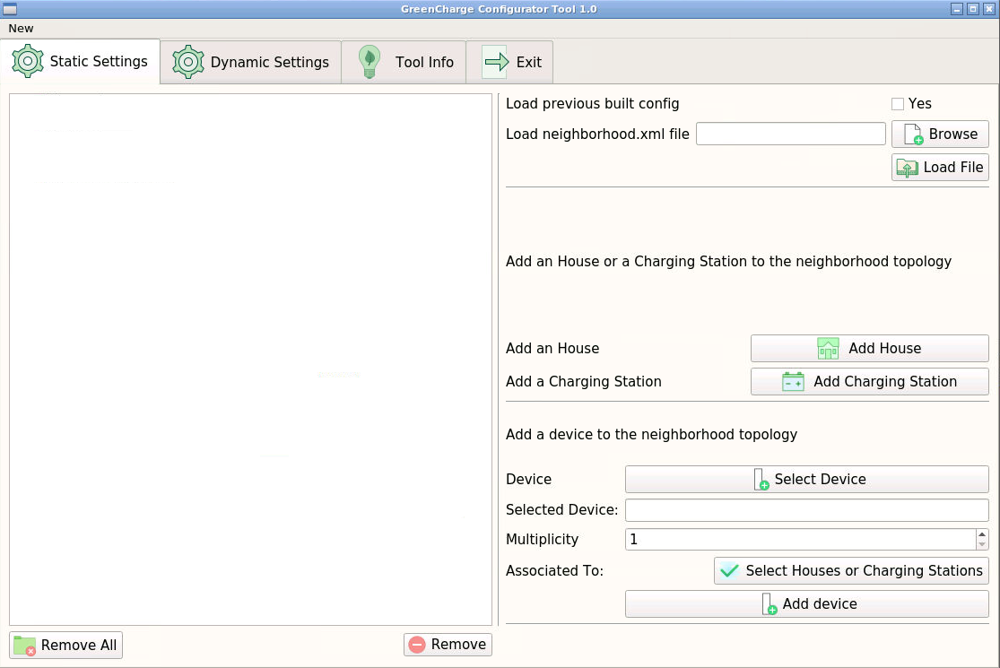 GreenCharge Configurator Tool 1.0
New
Static Settings
Dynamic Settings
Tool Info
Exit
Load previous built config
Yes
Load neighborhood.xml file
Browse
Load File
Add an House or a Charging Station to the neighborhood topology
Add an House
Add House
Add a Charging Station
Add Charging Station
Add a device to the neighborhood topology
Device
Select Device
Selected Device:
Multiplicity
1
Associated To:
Select Houses or Charging Stations
Add device
Remove All
Remove